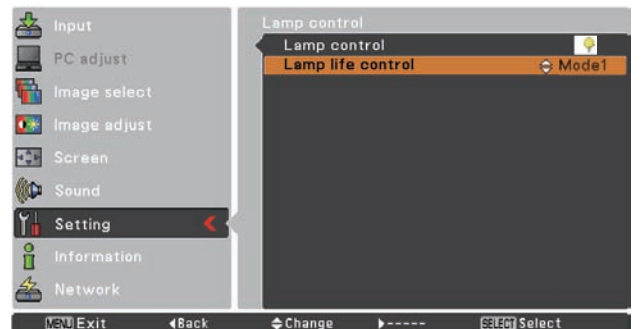 Input
PC adjust
Image select
Image adjust
Screen
Sound
Setting
Information
Network
Lamp control
Lamp control
Lamp life control Mode1
MENU Exit Back Change ----- SELECT Select